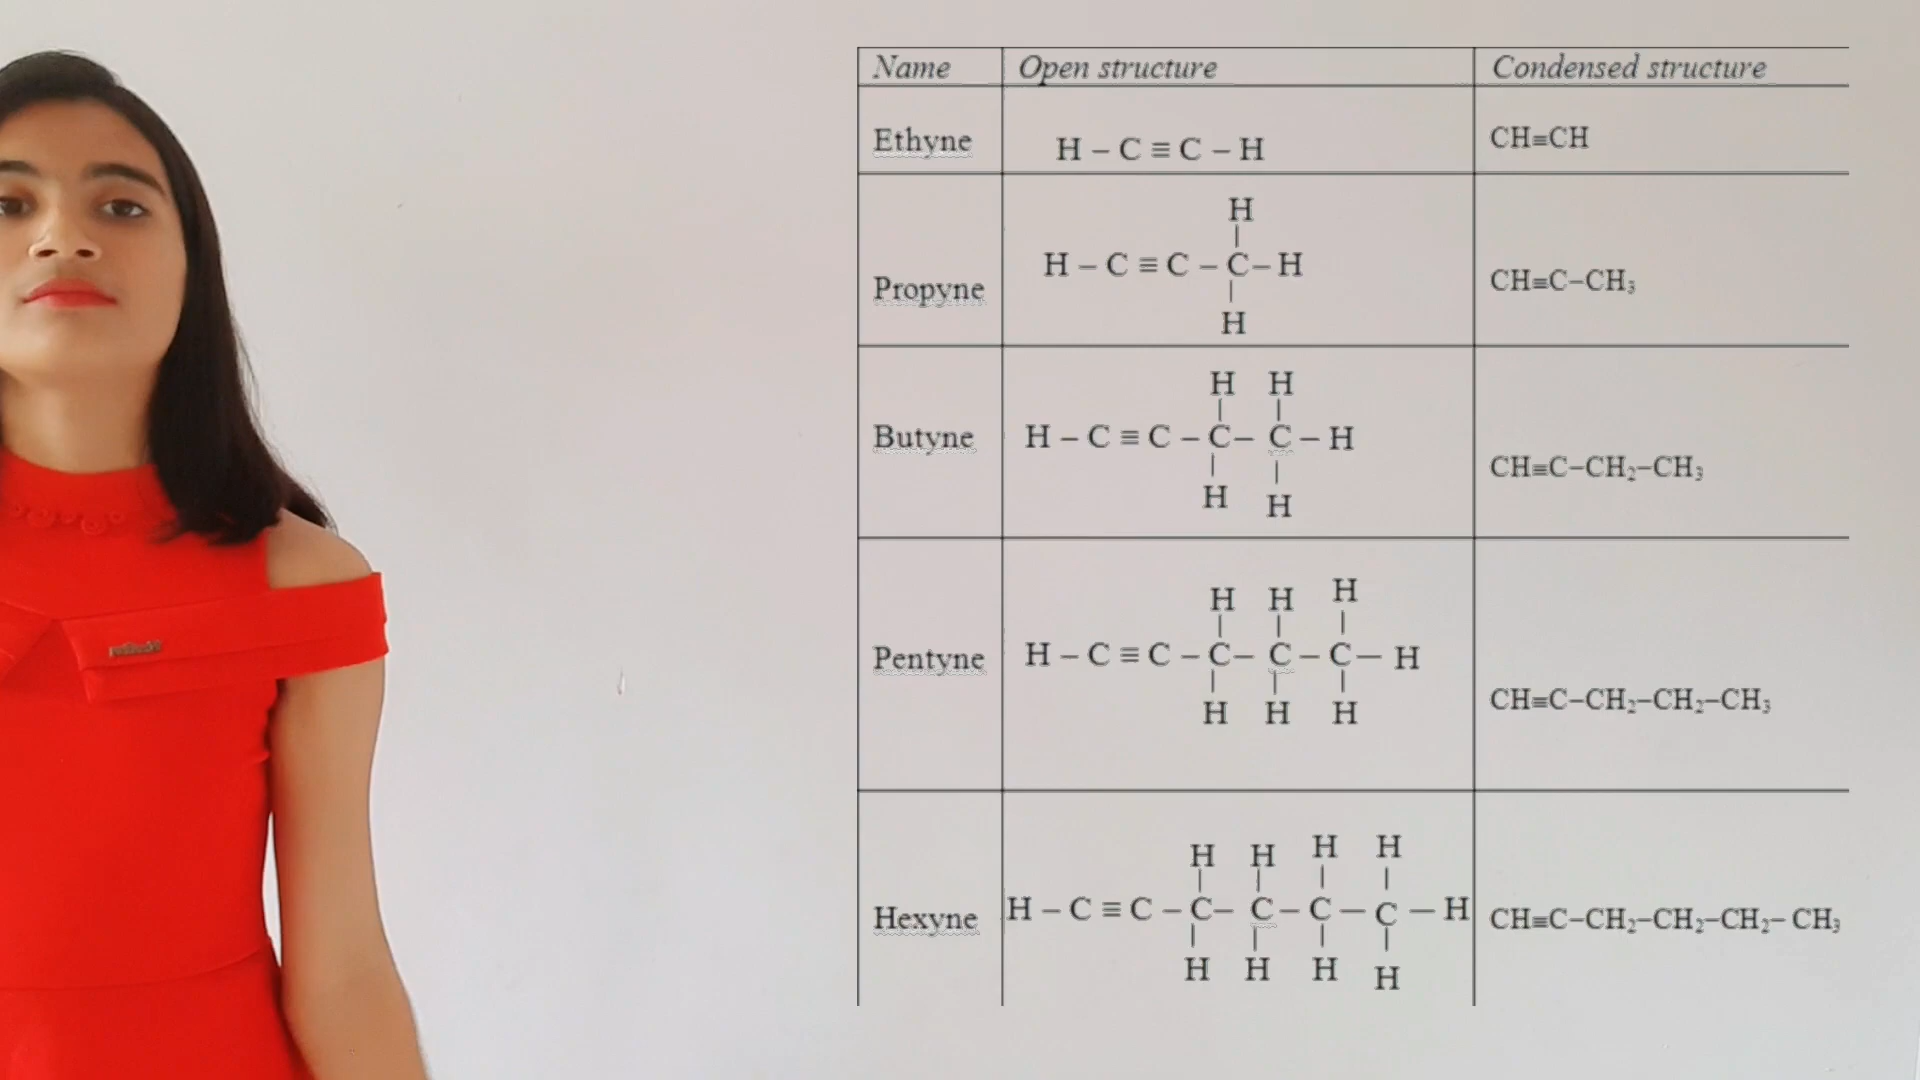 Name Open structure Condensed structure
Ethyne H – C ≡ C – H CH≡CH
H
|
H – C ≡ C – C – H
Propyne CH≡C–CH₃
|
H
H H
| |
Butyne H – C ≡ C – C – C – H
CH≡C–CH₂–CH₃
| |
H H
H H H
| | |
Pentyne H – C ≡ C – C – C – C – H
| | |
CH≡C–CH₂–CH₂–CH₃
H H H
H H H H
| | | |
H – C ≡ C – C – C – C – C – H
Hexyne CH≡C–CH₂–CH₂–CH₂– CH₃
| | | |
H H H H